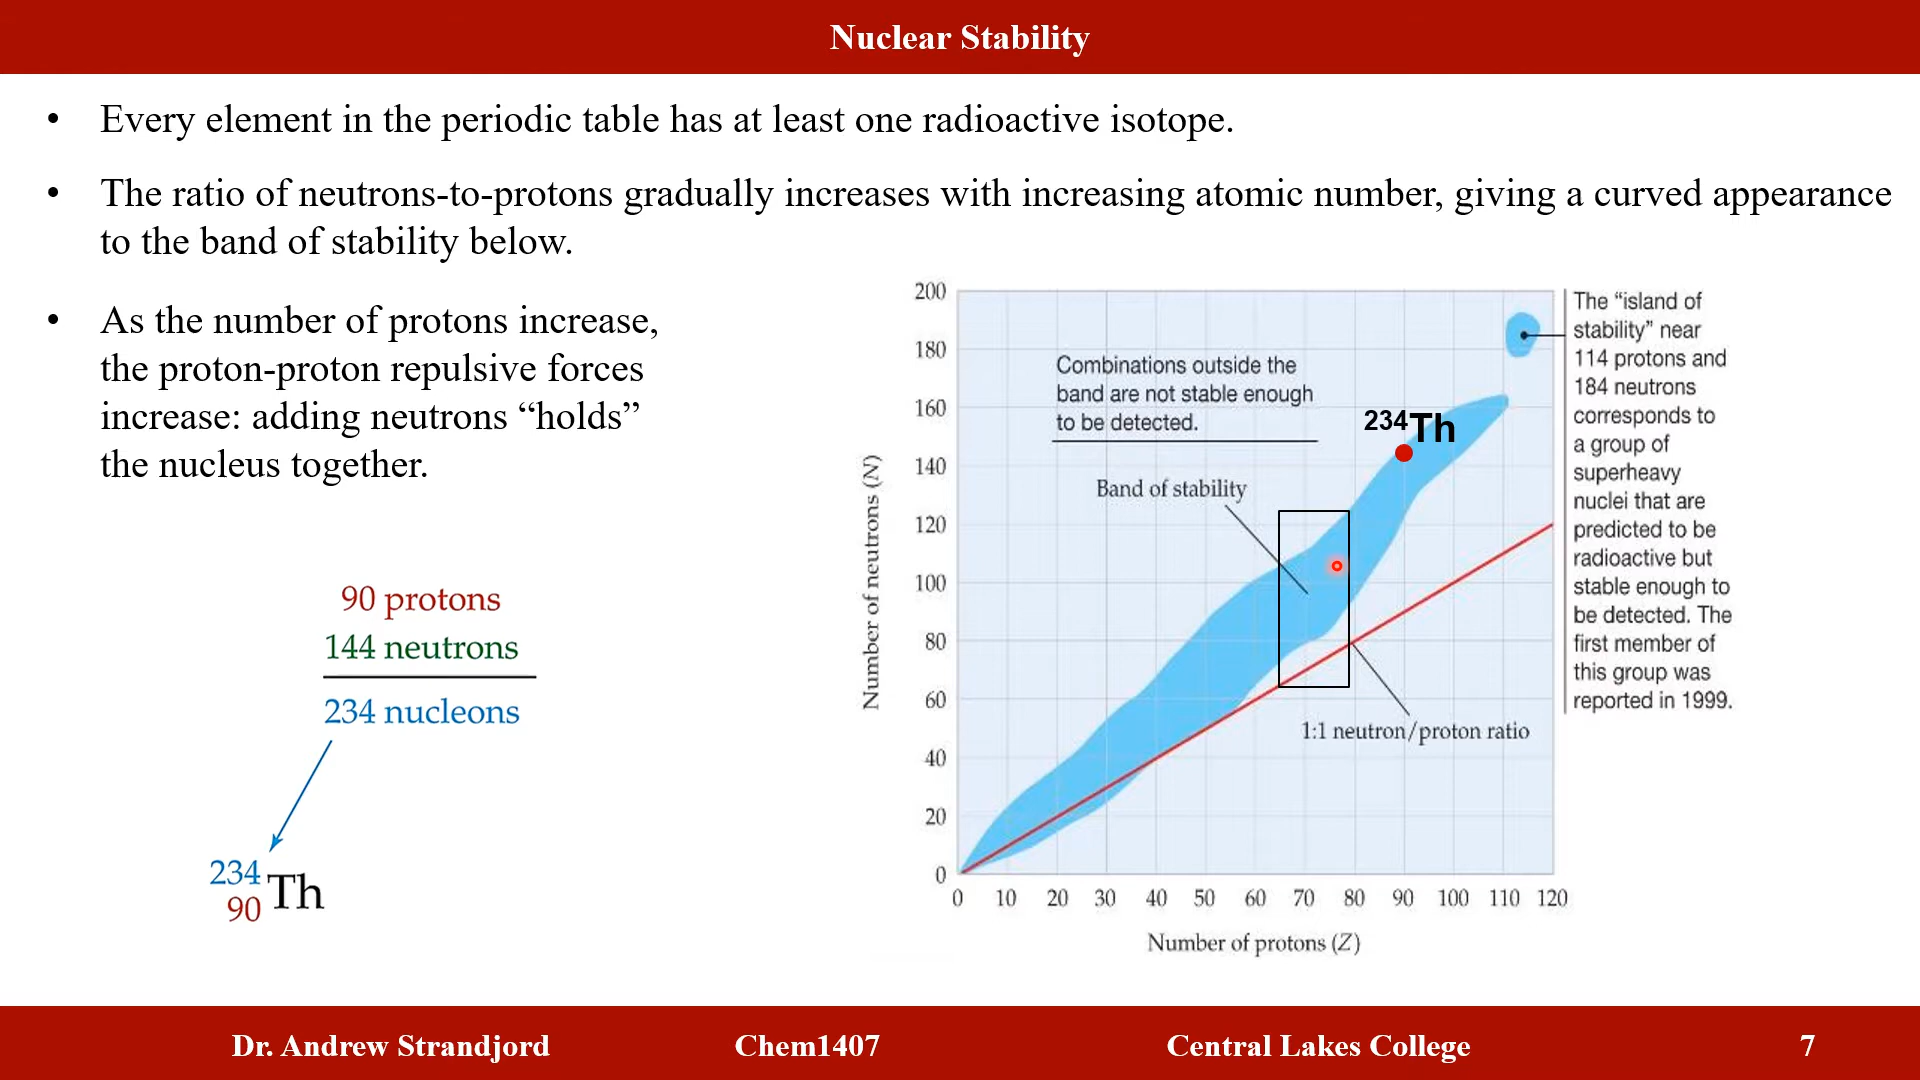 Nuclear Stability
• Every element in the periodic table has at least one radioactive isotope.
• The ratio of neutrons-to-protons gradually increases with increasing atomic number, giving a curved appearance
to the band of stability below.
• As the number of protons increase,
the proton-proton repulsive forces
increase: adding neutrons “holds”
the nucleus together.
90 protons
144 neutrons
234 nucleons
234
90 Th
Number of neutrons (N)
200
180
160
140
120
100
80
60
40
20
0
0 10 20 30 40 50 60 70 80 90 100 110 120
Number of protons (Z)
Combinations outside the
band are not stable enough
to be detected.
234Th
Band of stability
1:1 neutron/proton ratio
The “island of
stability” near
114 protons and
184 neutrons
corresponds to
a group of
superheavy
nuclei that are
predicted to be
radioactive but
stable enough to
be detected. The
first member of
this group was
reported in 1999.
Dr. Andrew Strandjord Chem1407 Central Lakes College 7